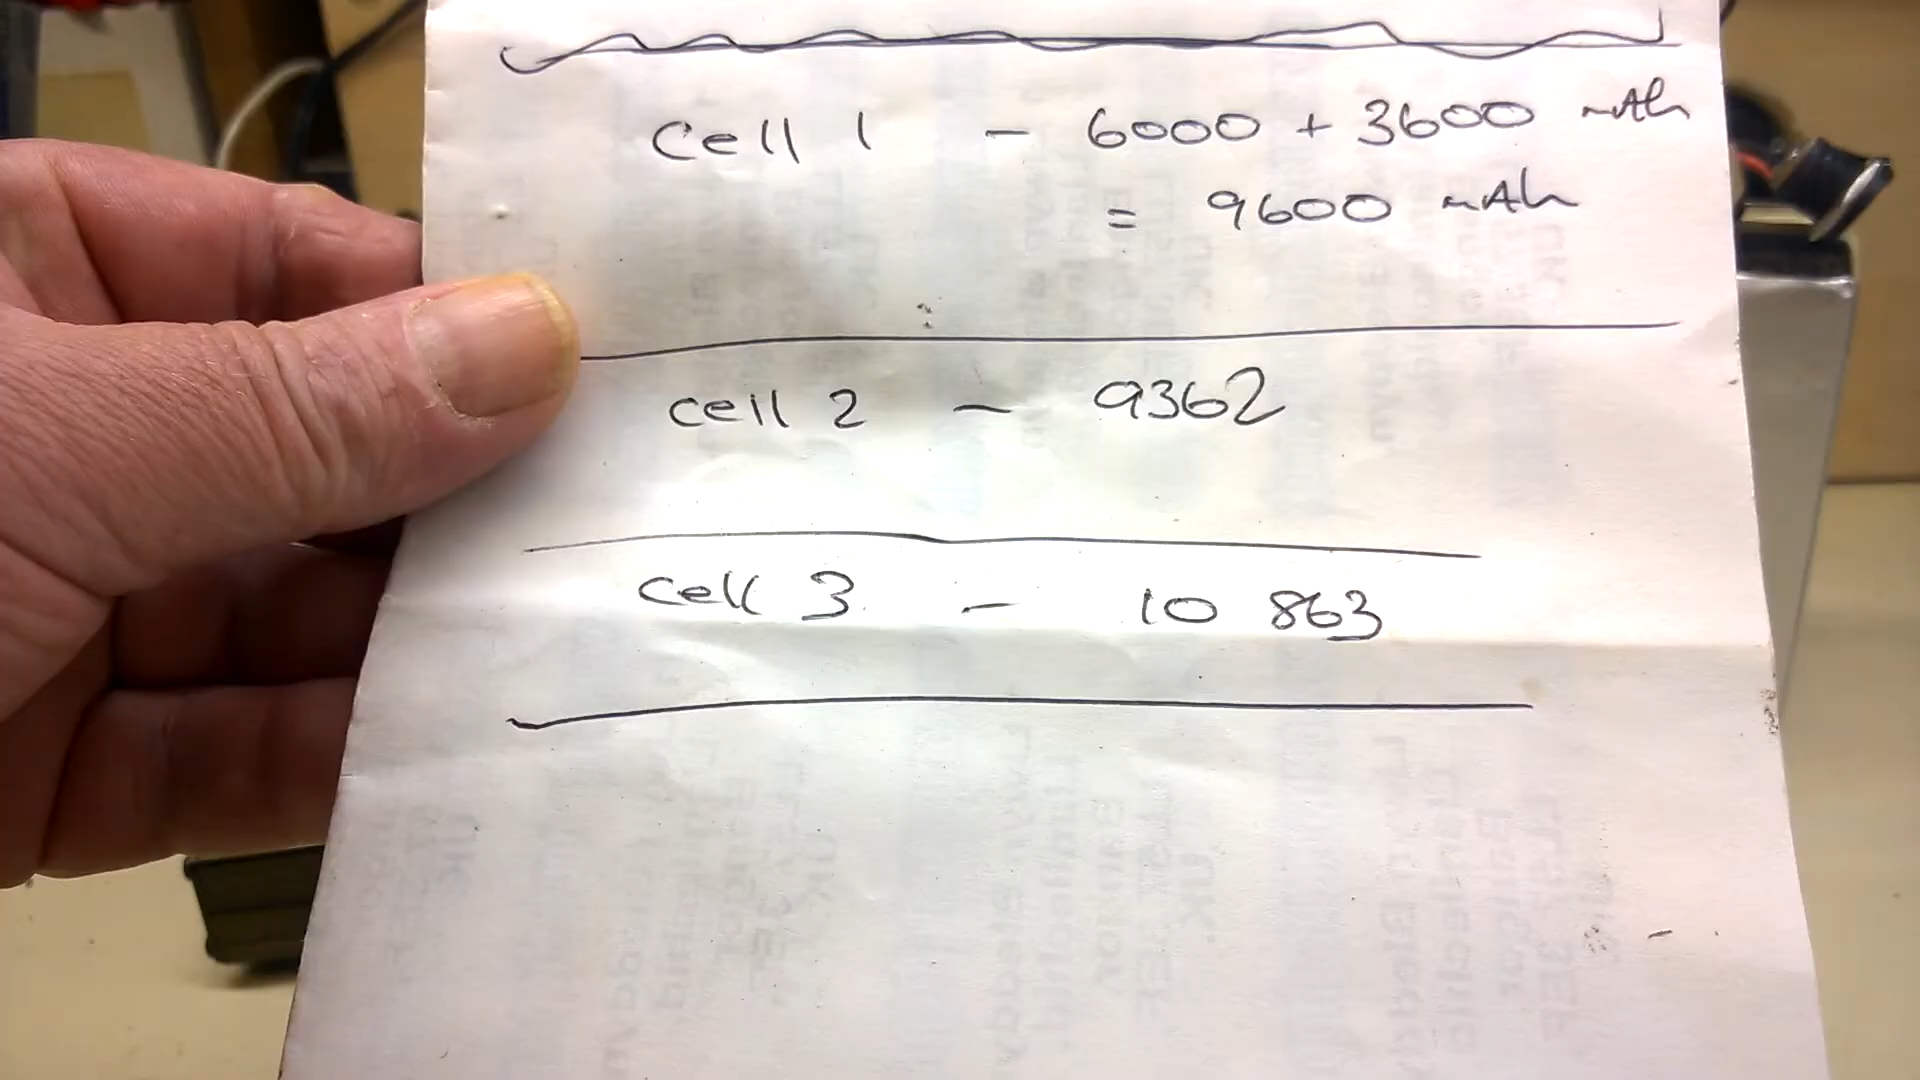 Cell 1 - 6000 + 3600 mAh
= 9600 mAh
cell 2 - 9362
Cell 3 - 10 863